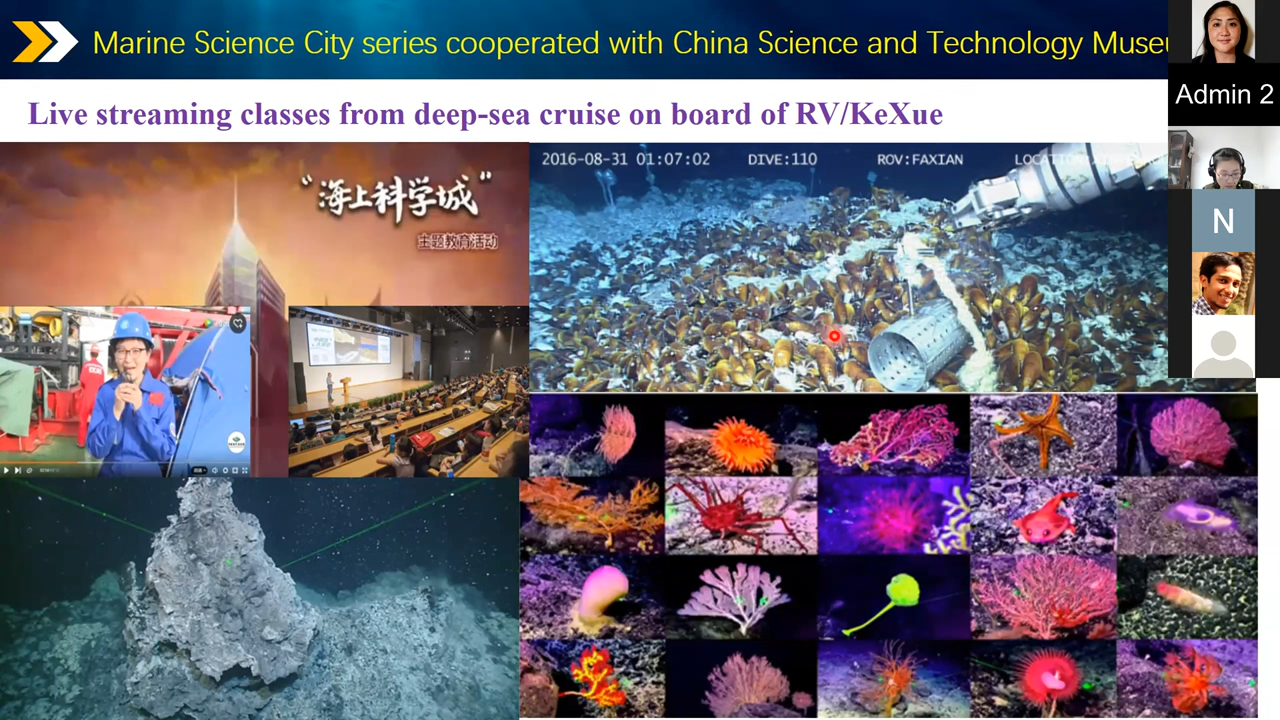 Marine Science City series cooperated with China Science and Technology
Live streaming classes from deep-sea cruise on board of RV/KeXue
“海上科学城”
主题教育活动
2016-08-31 01:07:02 DIVE:110 ROV:FAXIAN
Admin 2
N